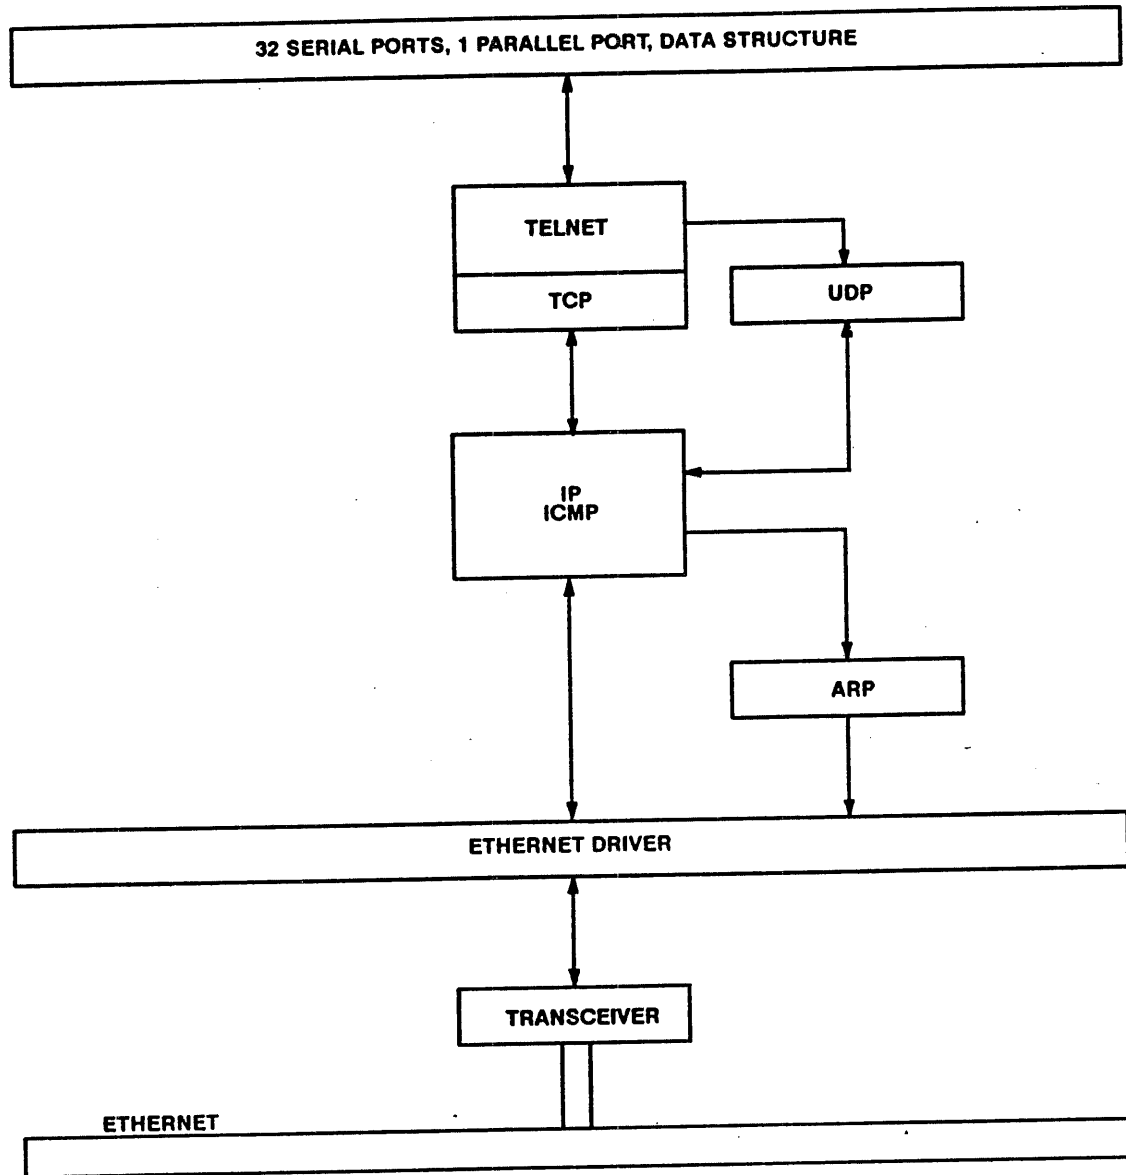 32 SERIAL PORTS, 1 PARALLEL PORT, DATA STRUCTURE
TELNET
TCP
UDP
IP
ICMP
ARP
ETHERNET DRIVER
TRANSCEIVER
ETHERNET